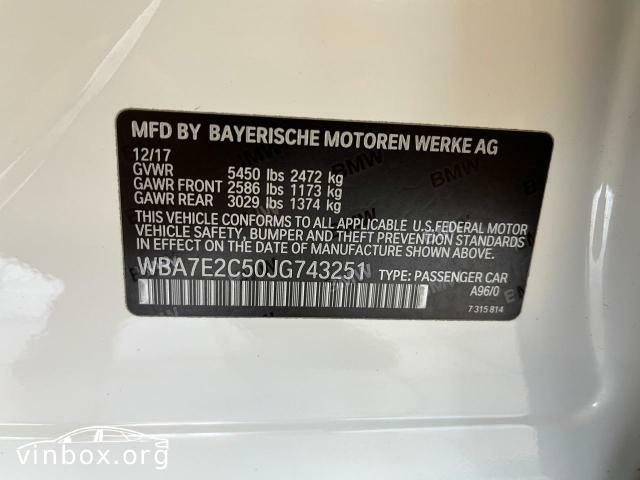 MFD BY BAYERISCHE MOTOREN WERKE AG
12/17
GVWR 5450 lbs 2472 kg
GAWR FRONT 2586 lbs 1173 kg
GAWR REAR 3029 lbs 1374 kg
THIS VEHICLE CONFORMS TO ALL APPLICABLE U.S.FEDERAL MOTOR
VEHICLE SAFETY, BUMPER, AND THEFT PREVENTION STANDARDS
IN EFFECT ON THE DATE OF MANUFACTURE SHOWN ABOVE.
WBA7E2C50JG743251 TYPE: PASSENGER CAR
A96/0
7 315 814
vinbox.org